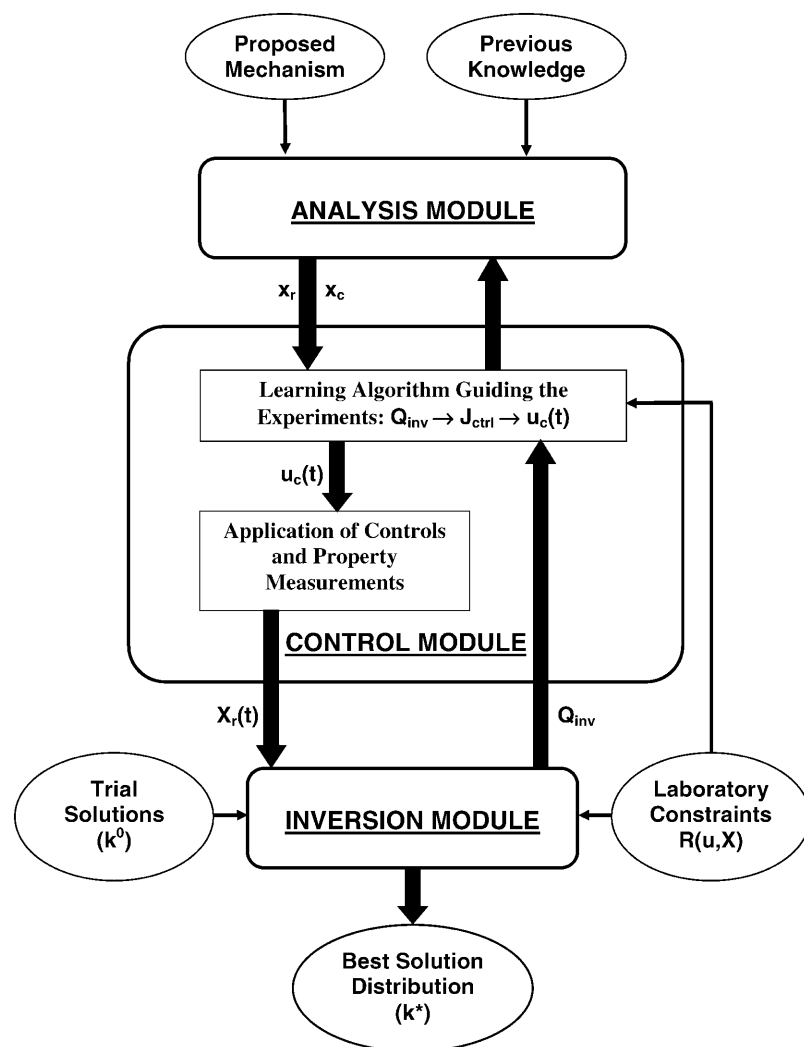 Proposed
Mechanism
Previous
Knowledge
ANALYSIS MODULE
xr xc
Learning Algorithm Guiding the
Experiments: Qinv → Jctrl → uc(t)
uc(t)
Application of Controls
and Property
Measurements
CONTROL MODULE
Xr(t)
Qinv
Trial
Solutions
(k⁰)
INVERSION MODULE
Laboratory
Constraints
R(u,X)
Best Solution
Distribution
(k*)